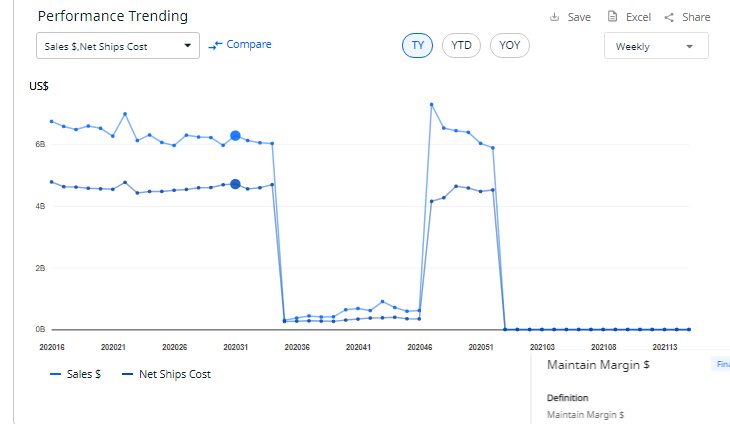 Performance Trending
Save Excel Share
Sales $,Net Ships Cost
Compare
TY YTD YOY
Weekly
US$
6B
4B
2B
0B
202016 202021 202026 202031 202036 202041 202046 202051 202103 202108 202113
Sales $ Net Ships Cost
Maintain Margin $
Fina
Definition
Maintain Margin $